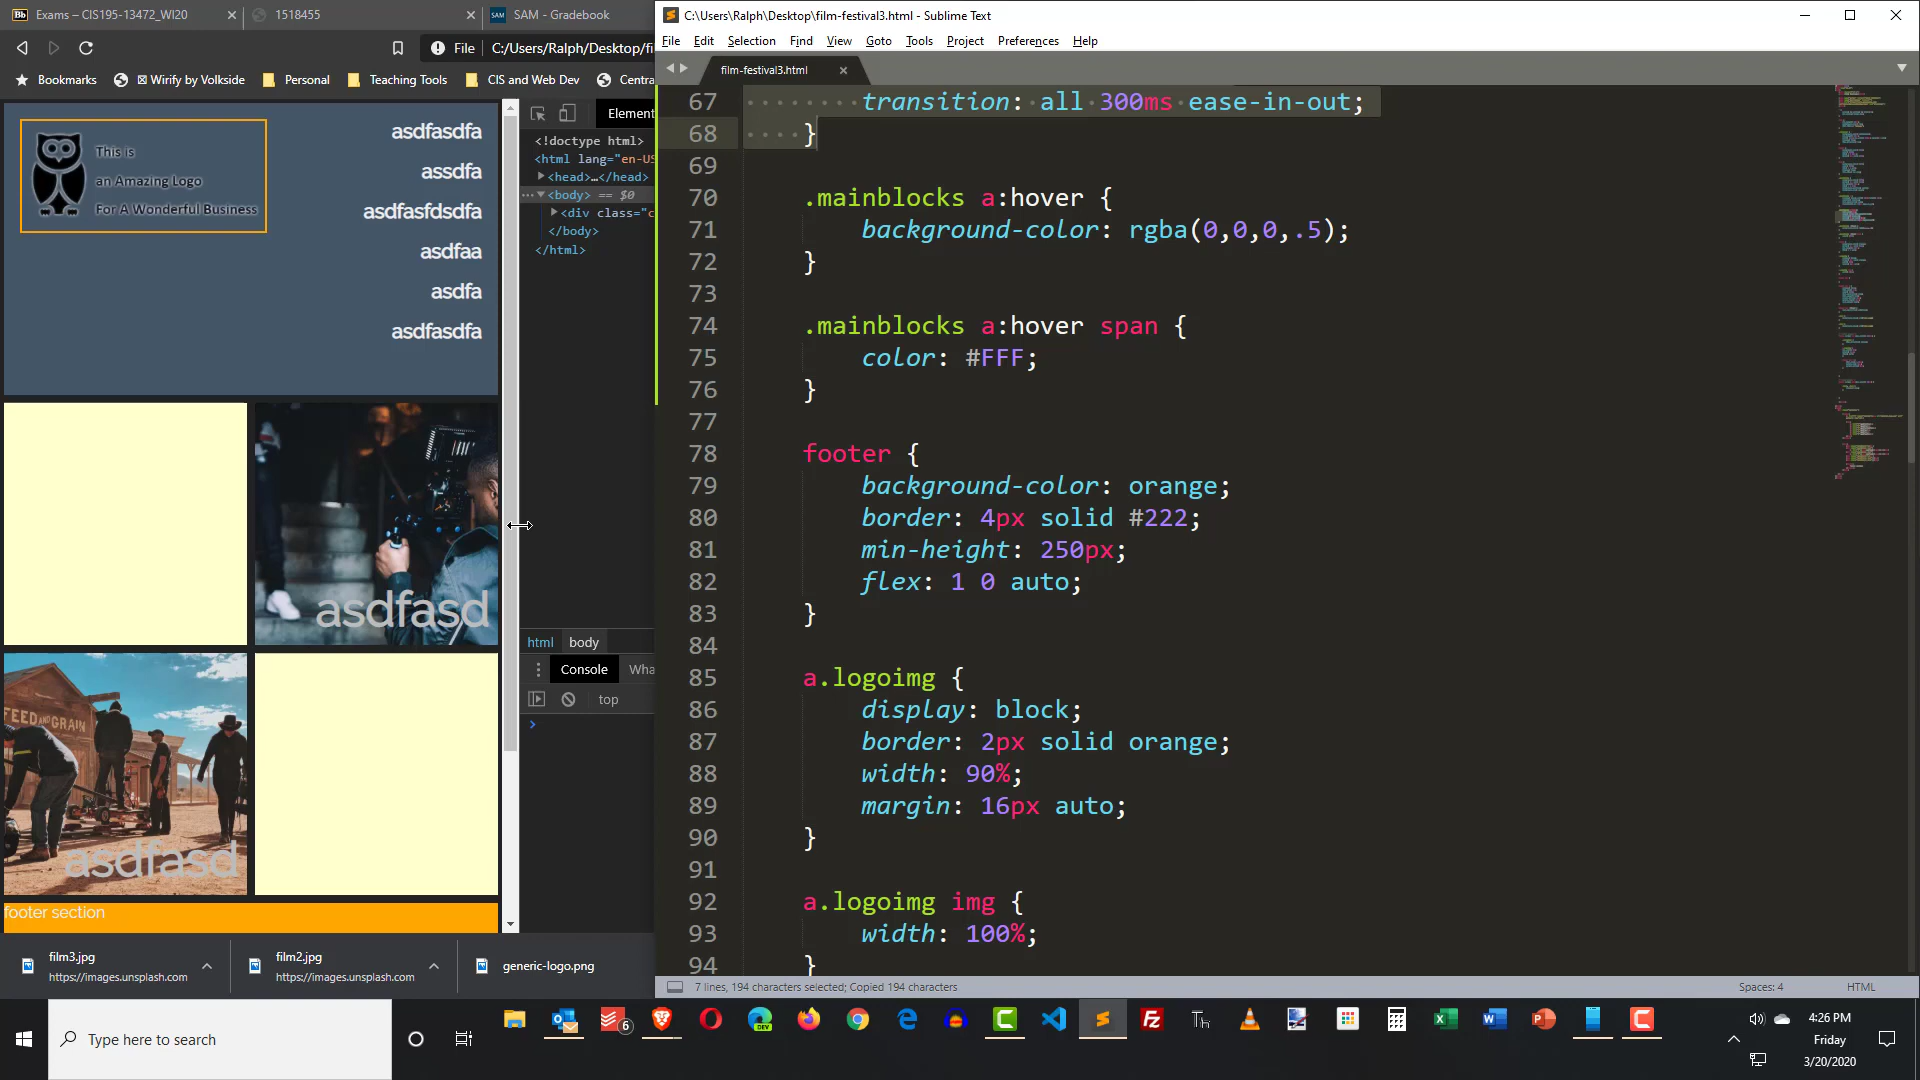 Exams – CIS195-13472_WI20
1518455
SAM - Gradebook
File C:/Users/Ralph/Desktop/fi
Bookmarks
Wirify by Volkside
Personal
Teaching Tools
CIS and Web Dev
Centra
This is
an Amazing Logo
For A Wonderful Business
asdfasdfa
assdfa
asdfasfdsdfa
asdfaa
asdfa
asdfasdfa
asdfasd
FEED AND GRAIN
asdfasd
footer section
Element
<!doctype html>
<html lang="en-US
<head>…</head>
<body> == $0
<div class="c
</body>
</html>
html body
Console Wha
top
film3.jpg
https://images.unsplash.com
film2.jpg
https://images.unsplash.com
generic-logo.png
C:\Users\Ralph\Desktop\film-festival3.html - Sublime Text
File Edit Selection Find View Goto Tools Project Preferences Help
film-festival3.html
67 transition: all 300ms ease-in-out;
68 }
69
70 .mainblocks a:hover {
71 background-color: rgba(0,0,0,.5);
72 }
73
74 .mainblocks a:hover span {
75 color: #FFF;
76 }
77
78 footer {
79 background-color: orange;
80 border: 4px solid #222;
81 min-height: 250px;
82 flex: 1 0 auto;
83 }
84
85 a.logoimg {
86 display: block;
87 border: 2px solid orange;
88 width: 90%;
89 margin: 16px auto;
90 }
91
92 a.logoimg img {
93 width: 100%;
94 }
7 lines, 194 characters selected; Copied 194 characters
Spaces: 4
HTML
Type here to search
6
4:26 PM
Friday
3/20/2020